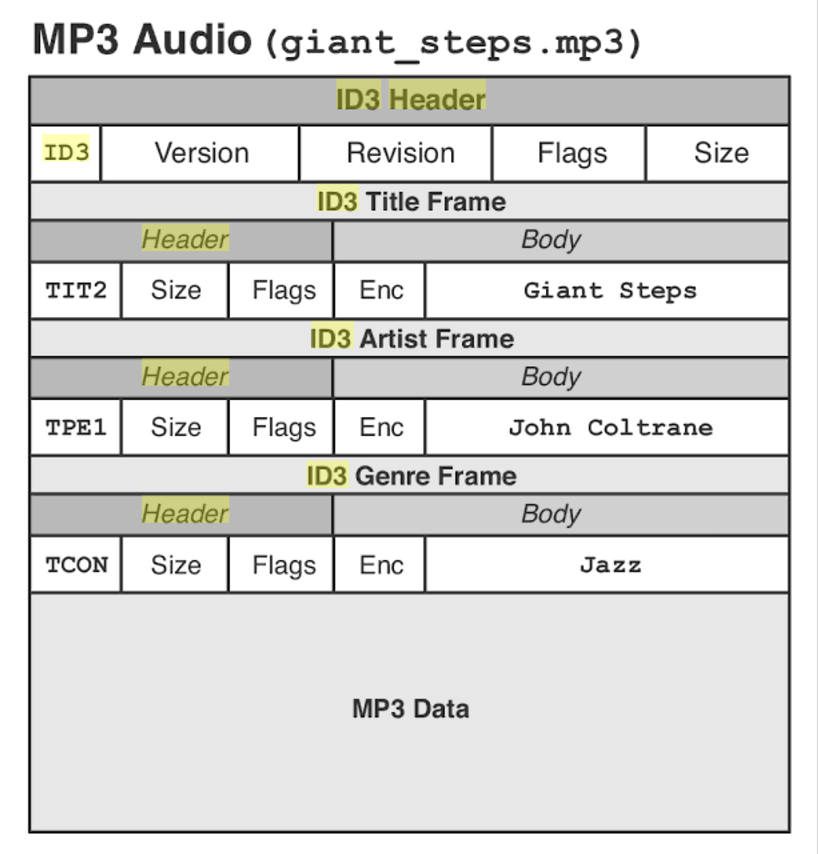 MP3 Audio (giant_steps.mp3)
ID3 Header
ID3 Version Revision Flags Size
ID3 Title Frame
Header Body
TIT2 Size Flags Enc Giant Steps
ID3 Artist Frame
Header Body
TPE1 Size Flags Enc John Coltrane
ID3 Genre Frame
Header Body
TCON Size Flags Enc Jazz
MP3 Data